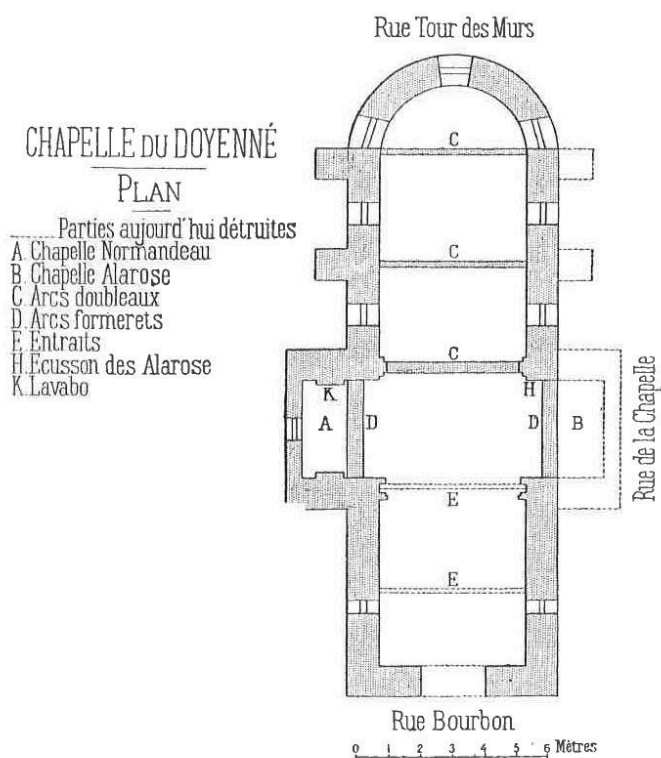 Rue Tour des Murs
CHAPELLE DU DOYENNÉ
PLAN
Parties aujourd'hui détruites
A. Chapelle Normandeau
B. Chapelle Alarose
C. Arcs doubleaux
D. Arcs formerets
E. Entraits
H. Ecusson des Alarose
K. Lavabo
C
C
C
K
H
A
D
D
B
Rue de la Chapelle
E
E
Rue Bourbon
0 1 2 3 4 5 6 Mètres